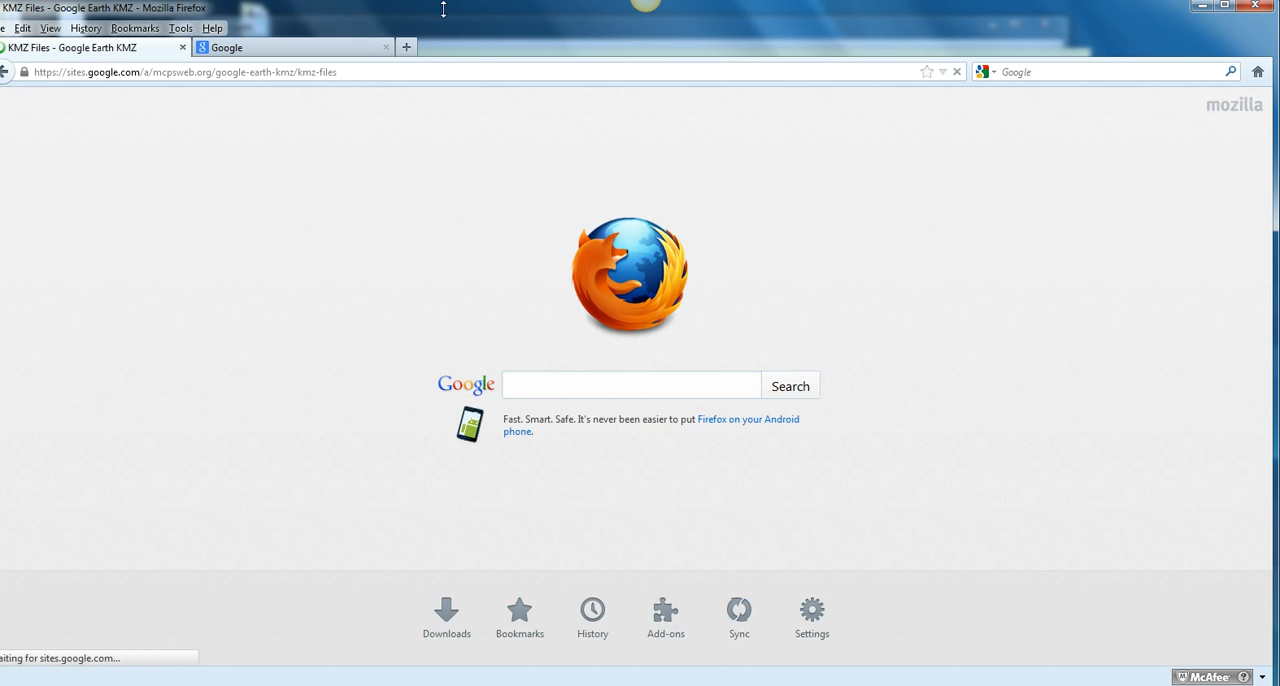 KMZ Files - Google Earth KMZ - Mozilla Firefox
e Edit View History Bookmarks Tools Help
KMZ Files - Google Earth KMZ
Google
https://sites.google.com/a/mcpsweb.org/google-earth-kmz/kmz-files
Google
mozilla
Google
Search
Fast. Smart. Safe. It's never been easier to put Firefox on your Android
phone.
Downloads Bookmarks History Add-ons Sync Settings
aiting for sites.google.com...
McAfee